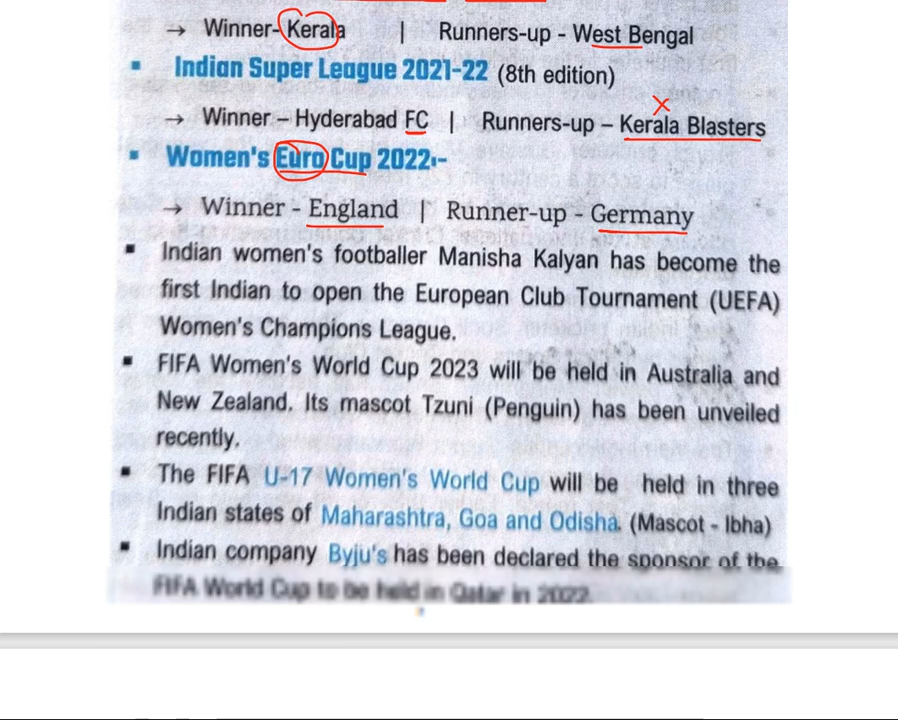 → Winner- Kerala | Runners-up - West Bengal
▪ Indian Super League 2021-22 (8th edition)
→ Winner – Hyderabad FC | Runners-up – Kerala Blasters
▪ Women's Euro Cup 2022:-
→ Winner - England | Runner-up - Germany
▪ Indian women's footballer Manisha Kalyan has become the
first Indian to open the European Club Tournament (UEFA)
Women's Champions League.
▪ FIFA Women's World Cup 2023 will be held in Australia and
New Zealand. Its mascot Tzuni (Penguin) has been unveiled
recently.
▪ The FIFA U-17 Women's World Cup will be held in three
Indian states of Maharashtra, Goa and Odisha. (Mascot - Ibha)
▪ Indian company Byju's has been declared the sponsor of the
FIFA World Cup to be held in Qatar in 2022.